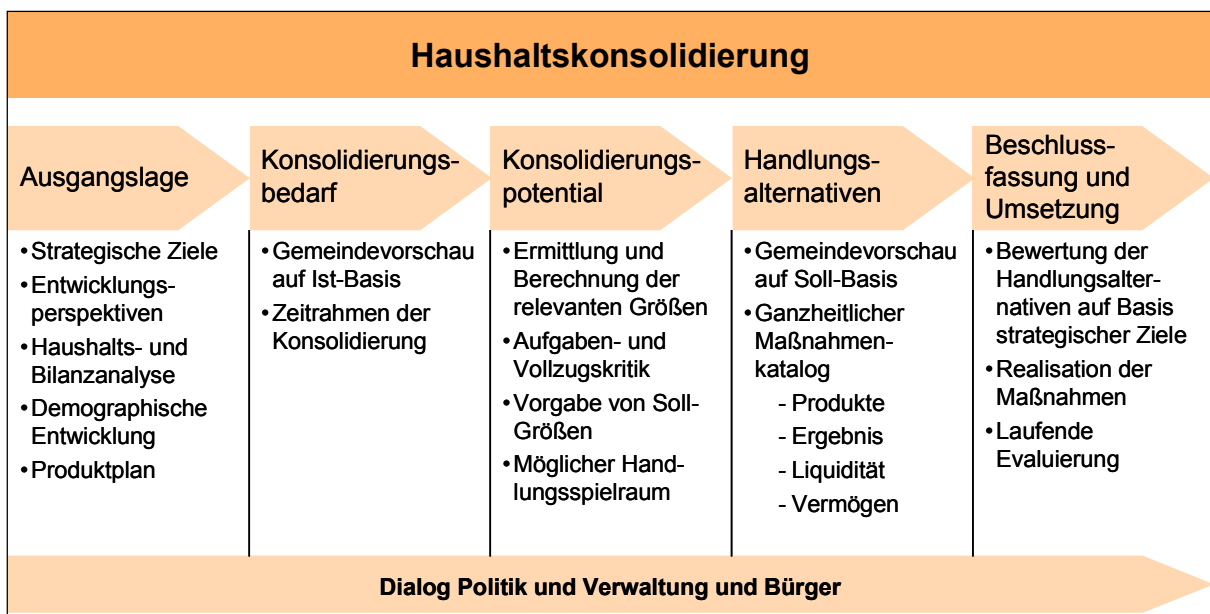 Haushaltskonsolidierung
Ausgangslage
•Strategische Ziele
•Entwicklungs-
perspektiven
•Haushalts- und
Bilanzanalyse
•Demographische
Entwicklung
•Produktplan
Konsolidierungs-
bedarf
•Gemeindevorschau
auf Ist-Basis
•Zeitrahmen der
Konsolidierung
Konsolidierungs-
potential
•Ermittlung und
Berechnung der
relevanten Größen
•Aufgaben- und
Vollzugskritik
•Vorgabe von Soll-
Größen
•Möglicher Hand-
lungsspielraum
Handlungs-
alternativen
•Gemeindevorschau
auf Soll-Basis
•Ganzheitlicher
Maßnahmen-
katalog
- Produkte
- Ergebnis
- Liquidität
- Vermögen
Beschluss-
fassung und
Umsetzung
•Bewertung der
Handlungsalter-
nativen auf Basis
strategischer Ziele
•Realisation der
Maßnahmen
•Laufende
Evaluierung
Dialog Politik und Verwaltung und Bürger